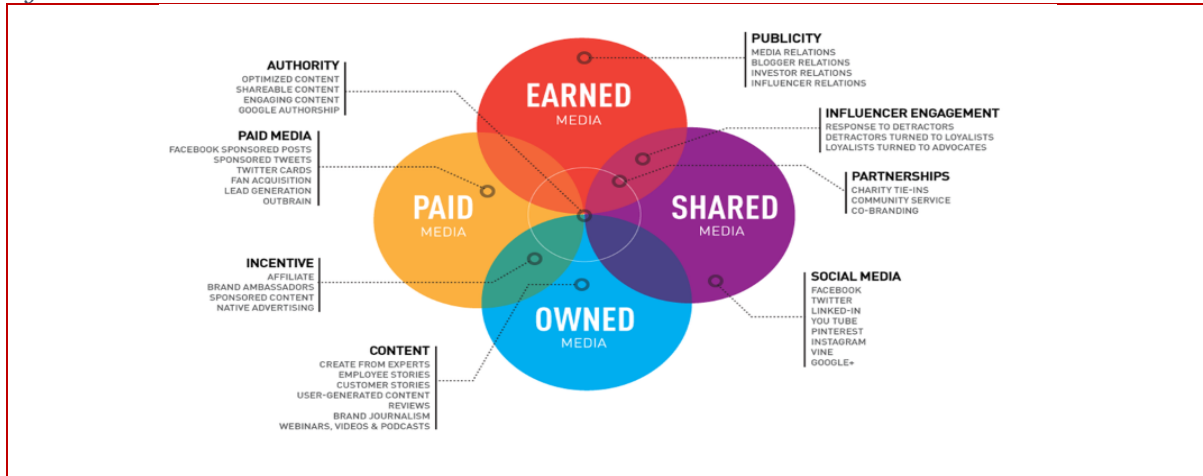 AUTHORITY
OPTIMIZED CONTENT
SHAREABLE CONTENT
ENGAGING CONTENT
GOOGLE AUTHORSHIP
PAID MEDIA
FACEBOOK SPONSORED POSTS
SPONSORED TWEETS
TWITTER CARDS
FAN ACQUISITION
LEAD GENERATION
OUTBRAIN
INCENTIVE
AFFILIATE
BRAND AMBASSADORS
SPONSORED CONTENT
NATIVE ADVERTISING
CONTENT
CREATE FROM EXPERTS
EMPLOYEE STORIES
CUSTOMER STORIES
USER-GENERATED CONTENT
REVIEWS
BRAND JOURNALISM
WEBINARS, VIDEOS & PODCASTS
EARNED
MEDIA
PAID
MEDIA
SHARED
MEDIA
OWNED
MEDIA
PUBLICITY
MEDIA RELATIONS
BLOGGER RELATIONS
INVESTOR RELATIONS
INFLUENCER RELATIONS
INFLUENCER ENGAGEMENT
RESPONSE TO DETRACTORS
DETRACTORS TURNED TO LOYALISTS
LOYALISTS TURNED TO ADVOCATES
PARTNERSHIPS
CHARITY TIE-INS
COMMUNITY SERVICE
CO-BRANDING
SOCIAL MEDIA
FACEBOOK
TWITTER
LINKED-IN
YOU TUBE
PINTEREST
INSTAGRAM
VINE
GOOGLE+